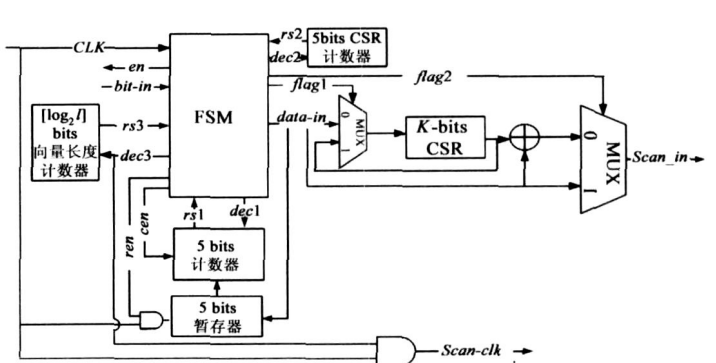 CLK
en
bit-in
FSM
rs2
dec2
5bits CSR
计数器
flag1
flag2
data-in
0
MUX
1
K-bits
CSR
0
MUX
1
Scan_in
⌈log₂l⌉
bits
向量长度
计数器
rs3
dec3
ren
cen
rs1
dec1
5 bits
计数器
5 bits
暂存器
Scan-clk